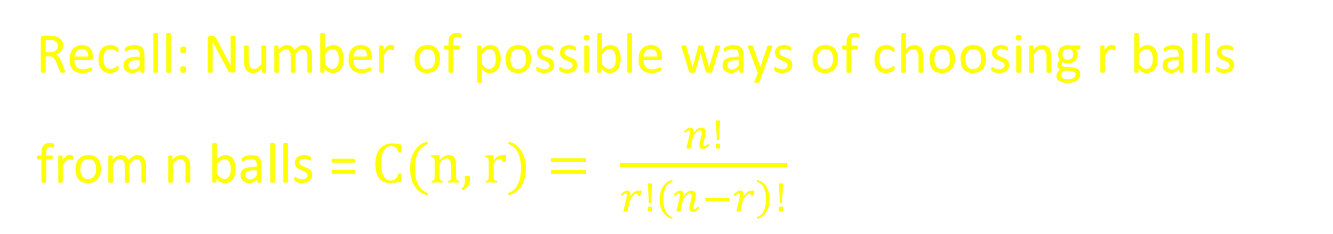 Recall: Number of possible ways of choosing r balls
from n balls = C(n, r) = n! / r!(n−r)!